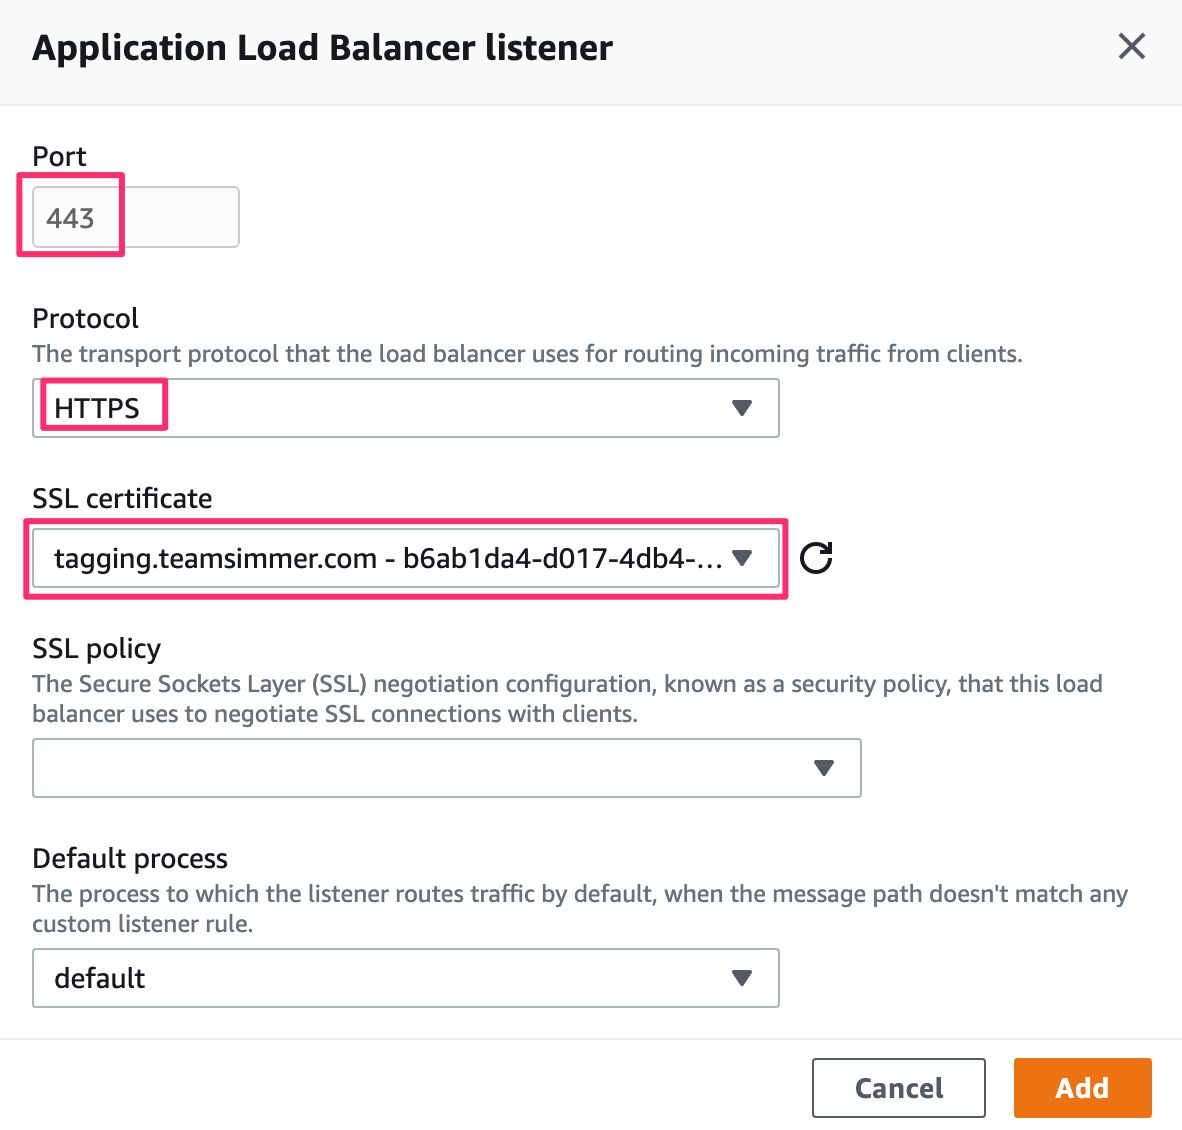 Application Load Balancer listener
Port
443
Protocol
The transport protocol that the load balancer uses for routing incoming traffic from clients.
HTTPS
SSL certificate
tagging.teamsimmer.com - b6ab1da4-d017-4db4-...
SSL policy
The Secure Sockets Layer (SSL) negotiation configuration, known as a security policy, that this load
balancer uses to negotiate SSL connections with clients.
Default process
The process to which the listener routes traffic by default, when the message path doesn't match any
custom listener rule.
default
Cancel
Add